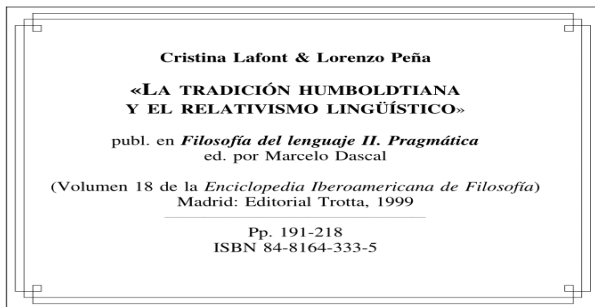 Cristina Lafont & Lorenzo Peña
«LA TRADICIÓN HUMBOLDTIANA
Y EL RELATIVISMO LINGÜÍSTICO»
publ. en Filosofía del lenguaje II. Pragmática
ed. por Marcelo Dascal
(Volumen 18 de la Enciclopedia Iberoamericana de Filosofía)
Madrid: Editorial Trotta, 1999
Pp. 191-218
ISBN 84-8164-333-5